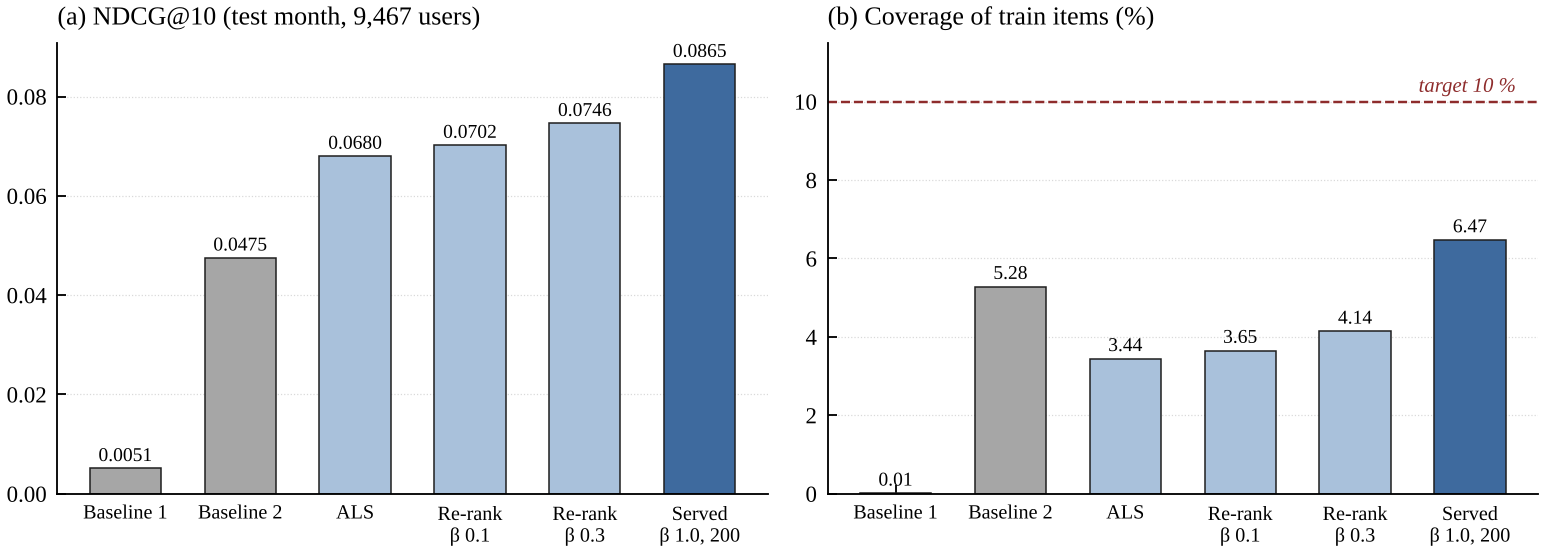 (a) NDCG@10 (test month, 9,467 users)
0.08
0.06
0.04
0.02
0.00
0.0051
0.0475
0.0680
0.0702
0.0746
0.0865
Baseline 1
Baseline 2
ALS
Re-rank
β 0.1
Re-rank
β 0.3
Served
β 1.0, 200
(b) Coverage of train items (%)
10
8
6
4
2
0
target 10 %
0.01
5.28
3.44
3.65
4.14
6.47
Baseline 1
Baseline 2
ALS
Re-rank
β 0.1
Re-rank
β 0.3
Served
β 1.0, 200